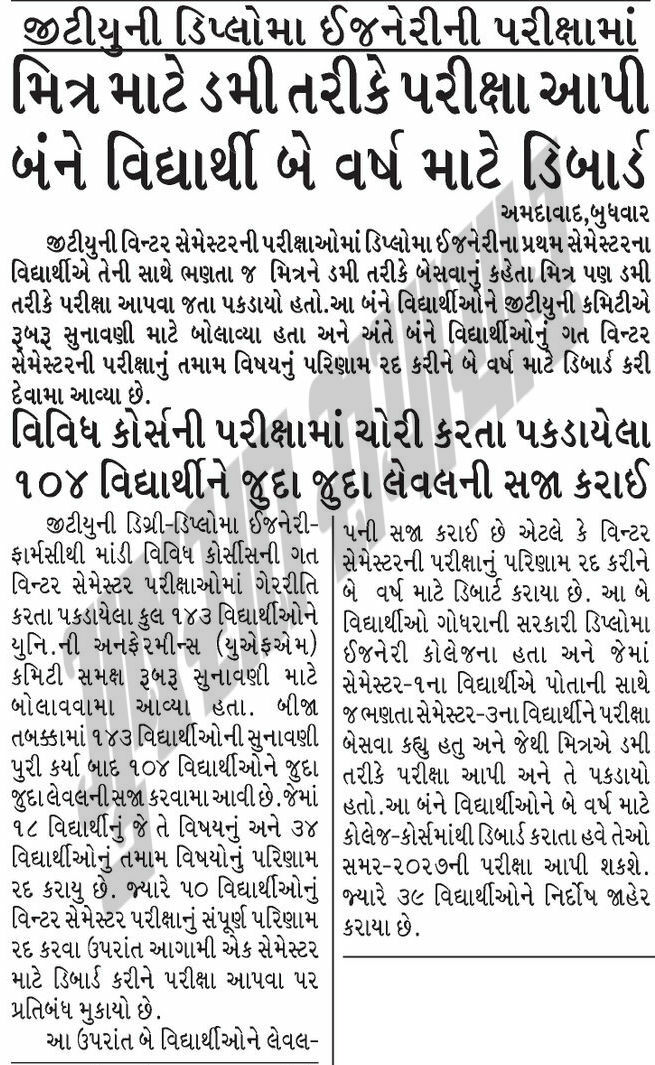 જીટીયુની ડિપ્લોમા ઈજનેરીની પરીક્ષામાં
મિત્ર માટે ડમી તરીકે પરીક્ષા આપી
બંને વિદ્યાર્થી બે વર્ષ માટે ડિબાર્ડ
અમદાવાદ,બુધવાર
જીટીયુની વિન્ટર સેમેસ્ટરની પરીક્ષાઓમાં ડિપ્લોમા ઈજનેરીના પ્રથમ સેમેસ્ટરના
વિદ્યાર્થીએ તેની સાથે ભણતા જ મિત્રને ડમી તરીકે બેસવાનું કહેતા મિત્ર પણ ડમી
તરીકે પરીક્ષા આપવા જતા પકડાયો હતો.આ બંને વિદ્યાર્થીઓને જીટીયુની કમિટીએ
રૂબરૂ સુનાવણી માટે બોલાવ્યા હતા અને અંતે બંને વિદ્યાર્થીઓનું ગત વિન્ટર
સેમેસ્ટરની પરીક્ષાનું તમામ વિષયનું પરિણામ રદ કરીને બે વર્ષ માટે ડિબાર્ડ કરી
દેવામા આવ્યા છે.
વિવિધ કોર્સની પરીક્ષામાં ચોરી કરતા પકડાયેલા
૧૦૪ વિદ્યાર્થીને જુદા જુદા લેવલની સજા કરાઈ
જીટીયુની ડિગ્રી-ડિપ્લોમા ઈજનેરી-
ફાર્મસીથી માંડી વિવિધ કોર્સીસની ગત
વિન્ટર સેમેસ્ટર પરીક્ષાઓમાં ગેરરીતિ
કરતા પકડાયેલા કુલ ૧૪૩ વિદ્યાર્થીઓને
યુનિ.ની અનફેરમીન્સ (યુએફએમ)
કમિટી સમક્ષ રૂબરૂ સુનાવણી માટે
બોલાવવામા આવ્યા હતા. બીજા
તબક્કામાં ૧૪૩ વિદ્યાર્થીઓની સુનાવણી
પુરી કર્યા બાદ ૧૦૪ વિદ્યાર્થીઓને જુદા
જુદા લેવલની સજા કરવામા આવી છે.જેમાં
૧૮ વિદ્યાર્થીનું જે તે વિષયનું અને ૩૪
વિદ્યાર્થીઓનું તમામ વિષયોનું પરિણામ
રદ કરાયુ છે. જ્યારે ૫૦ વિદ્યાર્થીઓનું
વિન્ટર સેમેસ્ટર પરીક્ષાનું સંપૂર્ણ પરિણામ
રદ કરવા ઉપરાંત આગામી એક સેમેસ્ટર
માટે ડિબાર્ડ કરીને પરીક્ષા આપવા પર
પ્રતિબંધ મુકાયો છે.
આ ઉપરાંત બે વિદ્યાર્થીઓને લેવલ-
૫ની સજા કરાઈ છે એટલે કે વિન્ટર
સેમેસ્ટરની પરીક્ષાનું પરિણામ રદ કરીને
બે વર્ષ માટે ડિબાર્ટ કરાયા છે. આ બે
વિદ્યાર્થીઓ ગોધરાની સરકારી ડિપ્લોમા
ઈજનેરી કોલેજના હતા અને જેમાં
સેમેસ્ટર-૧ના વિદ્યાર્થીએ પોતાની સાથે
જ ભણતા સેમેસ્ટર-૩ના વિદ્યાર્થીને પરીક્ષા
બેસવા કહ્યુ હતુ અને જેથી મિત્રએ ડમી
તરીકે પરીક્ષા આપી અને તે પકડાયો
હતો.આ બંને વિદ્યાર્થીઓને બે વર્ષ માટે
કોલેજ-કોર્સમાંથી ડિબાર્ડ કરાતા હવે તેઓ
સમર-૨૦૨૭ની પરીક્ષા આપી શકશે.
જ્યારે ૩૯ વિદ્યાર્થીઓને નિર્દોષ જાહેર
કરાયા છે.
ગુજરાત સમાચાર